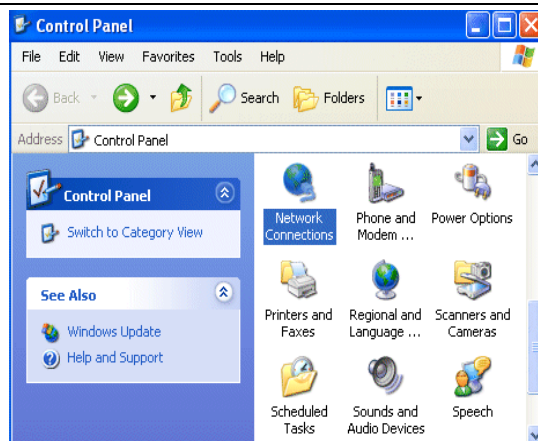 Control Panel
File Edit View Favorites Tools Help
Back Search Folders
Address Control Panel Go
Control Panel
Switch to Category View
See Also
Windows Update
Help and Support
Network Connections
Phone and Modem ...
Power Options
Printers and Faxes
Regional and Language ...
Scanners and Cameras
Scheduled Tasks
Sounds and Audio Devices
Speech